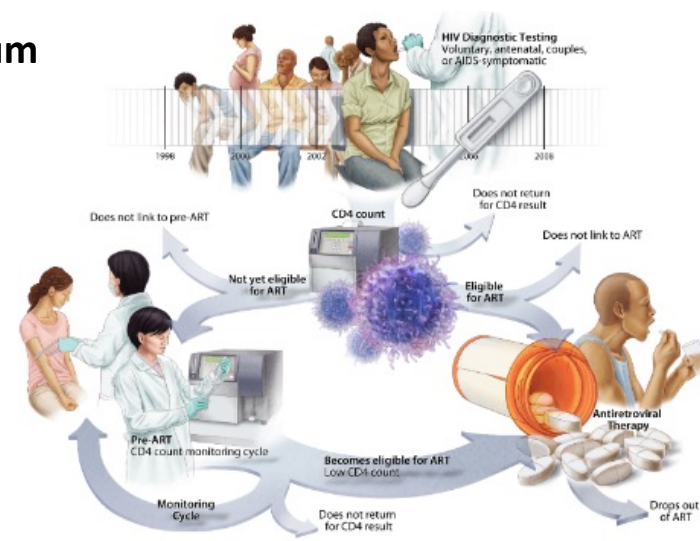 um
HIV Diagnostic Testing
Voluntary, antenatal, couples,
or AIDS-symptomatic
1998
2000
2002
2006
2008
Does not return
for CD4 result
CD4 count
Does not link to pre-ART
Does not link to ART
Not yet eligible
for ART
Eligible
for ART
Antiretroviral
Therapy
Pre-ART
CD4 count monitoring cycle
Becomes eligible for ART
Low CD4 count
Monitoring
Cycle
Does not return
for CD4 result
Drops out
of ART